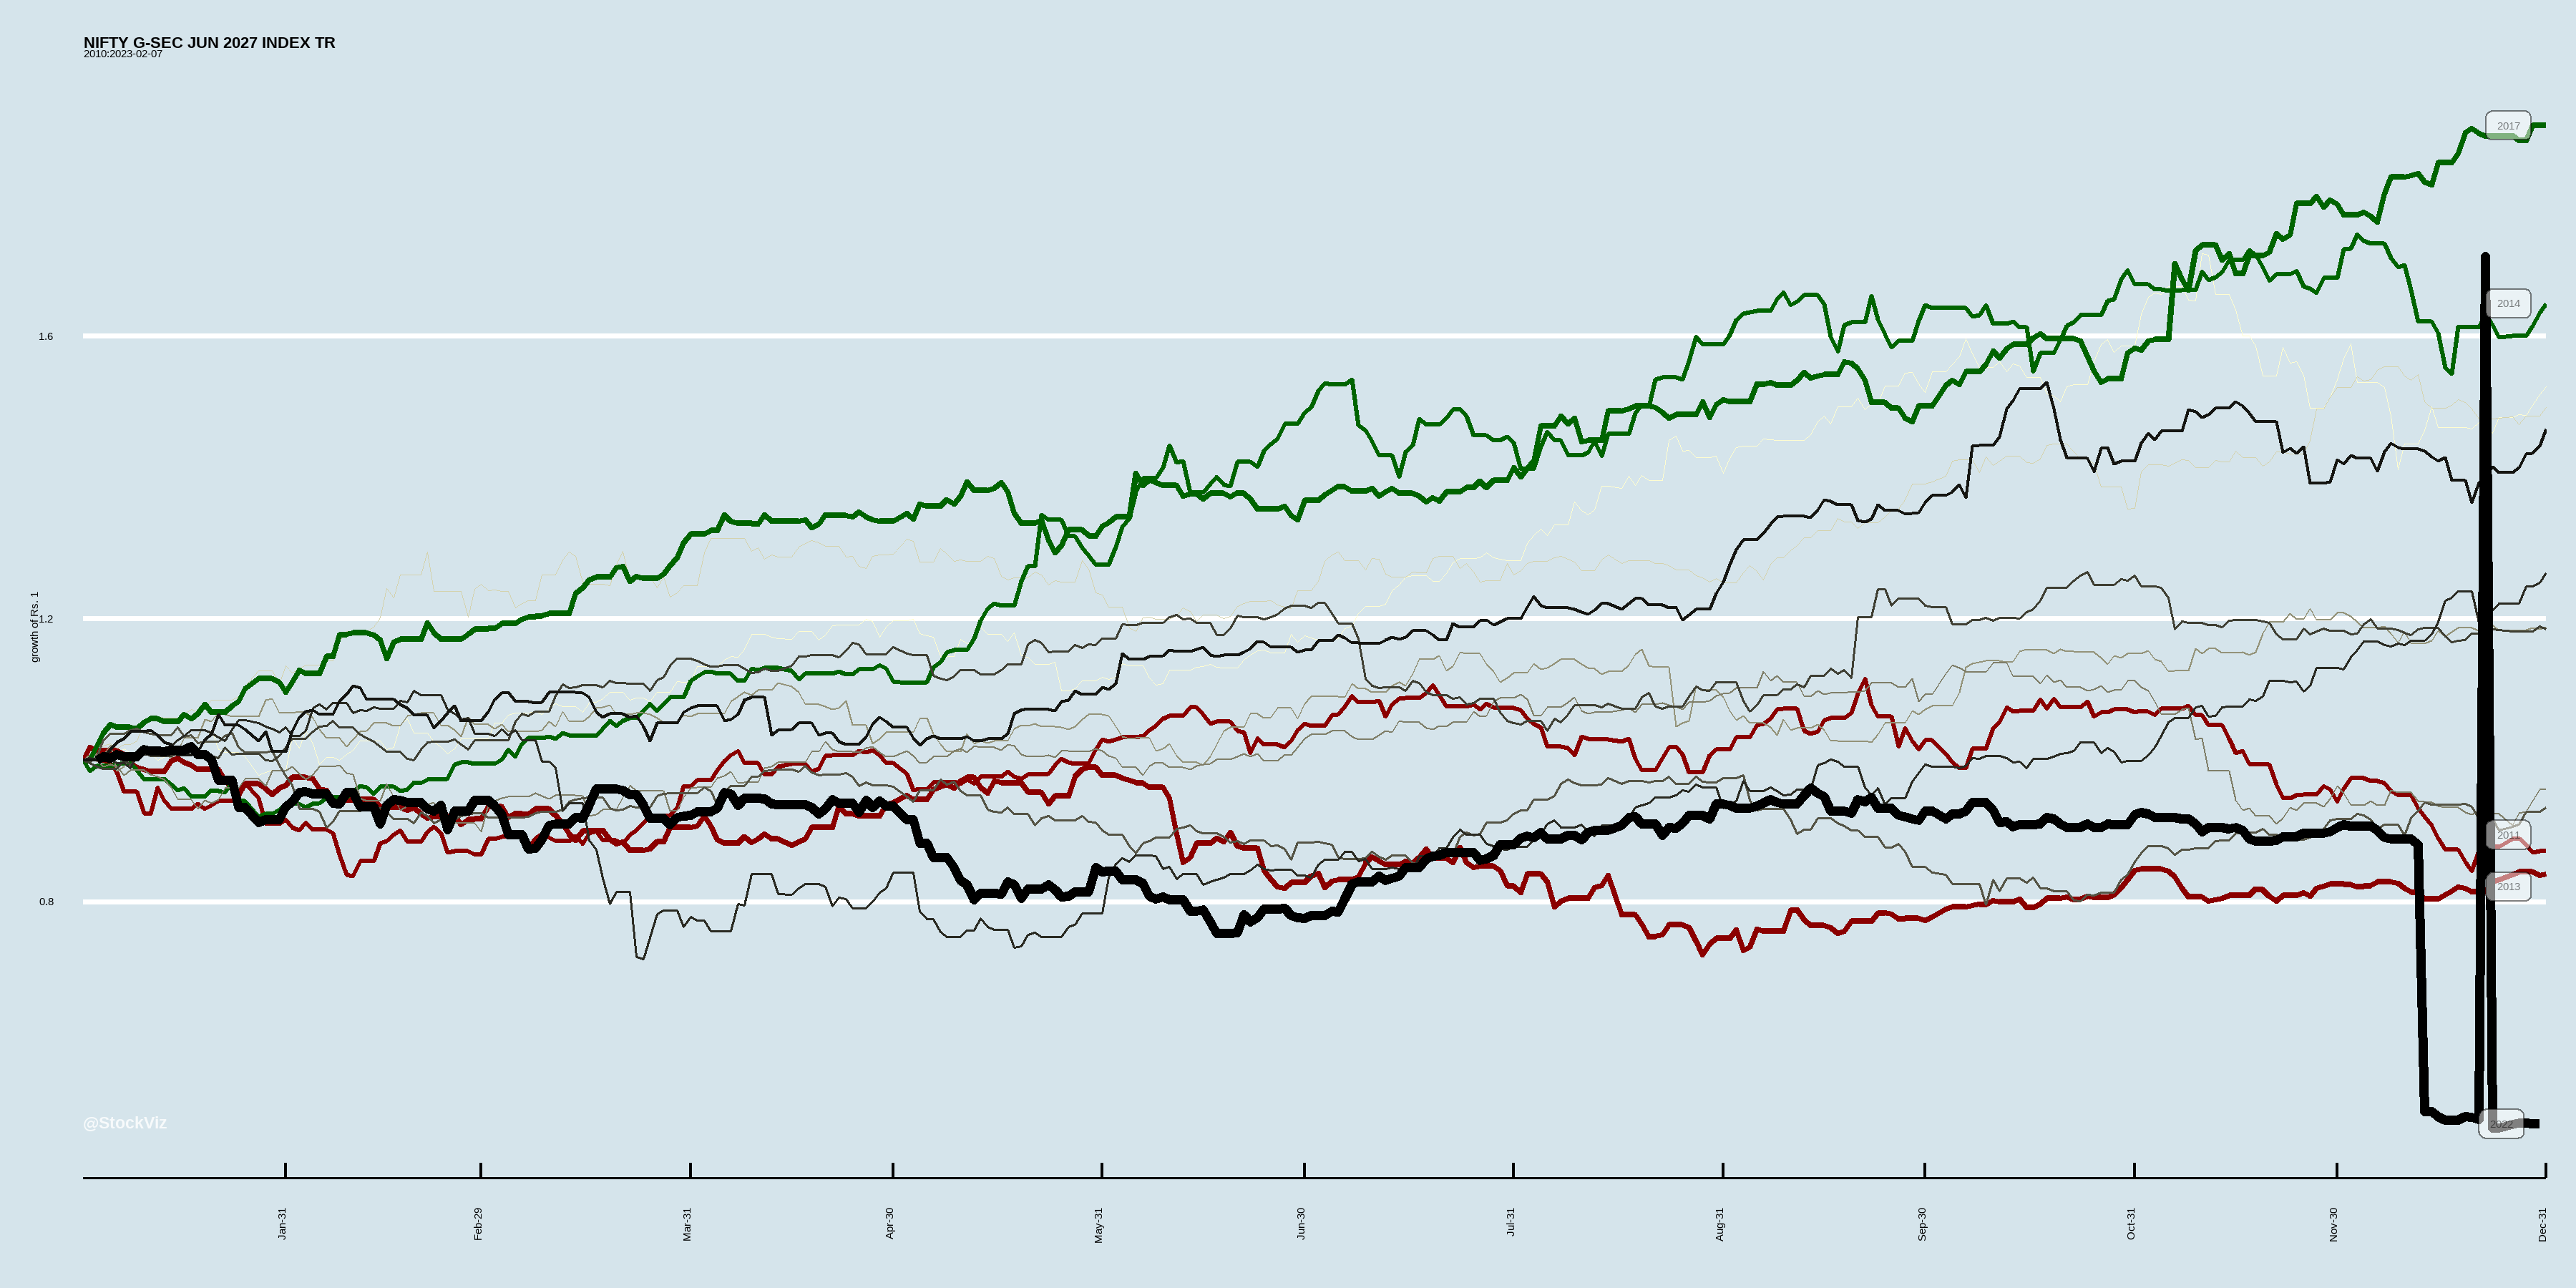 NIFTY G-SEC JUN 2027 INDEX TR
2010:2023-02-07
2017
2014
1.6
growth of Rs. 1
1.2
2011
2013
0.8
@StockViz
2022
Jan-31
Feb-29
Mar-31
Apr-30
May-31
Jun-30
Jul-31
Aug-31
Sep-30
Oct-31
Nov-30
Dec-31